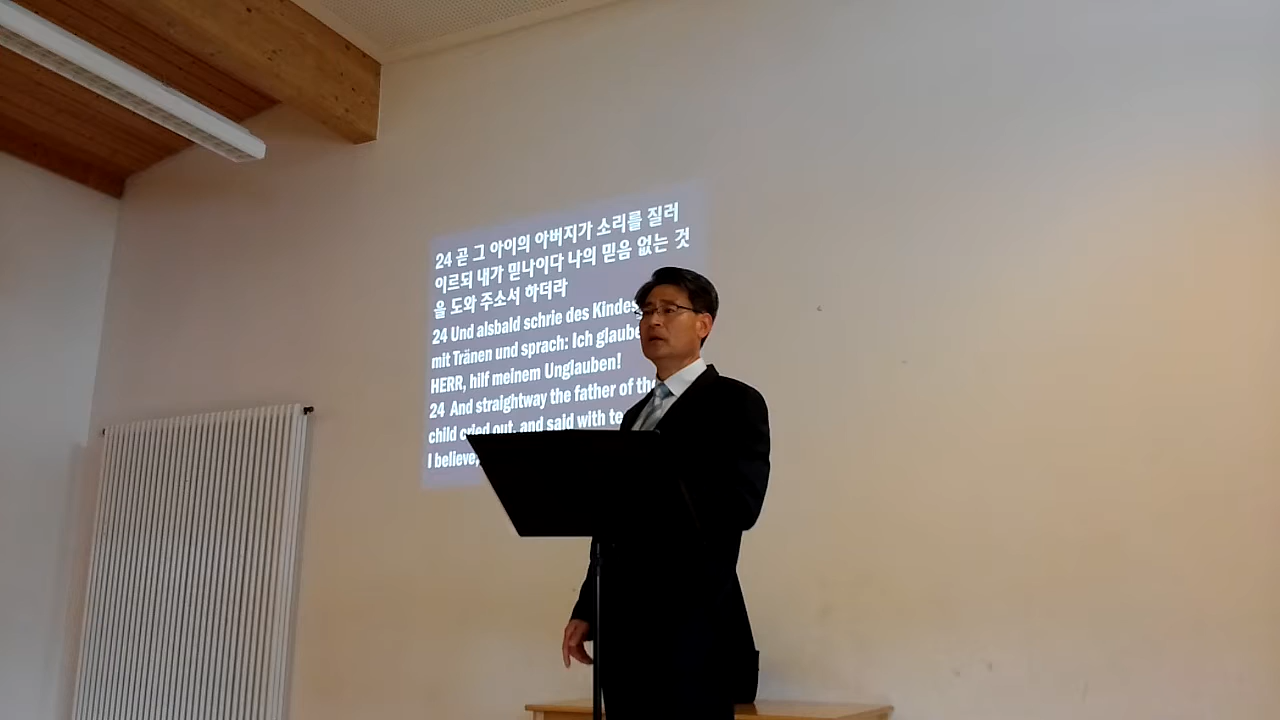 24 곧 그 아이의 아버지가 소리를 질러
이르되 내가 믿나이다 나의 믿음 없는 것
을 도와 주소서 하더라
24 Und alsbald schrie des Kindes
mit Tränen und sprach: Ich glaube
HERR, hilf meinem Unglauben!
24 And straightway the father of the
child cried out, and said with
I believe,